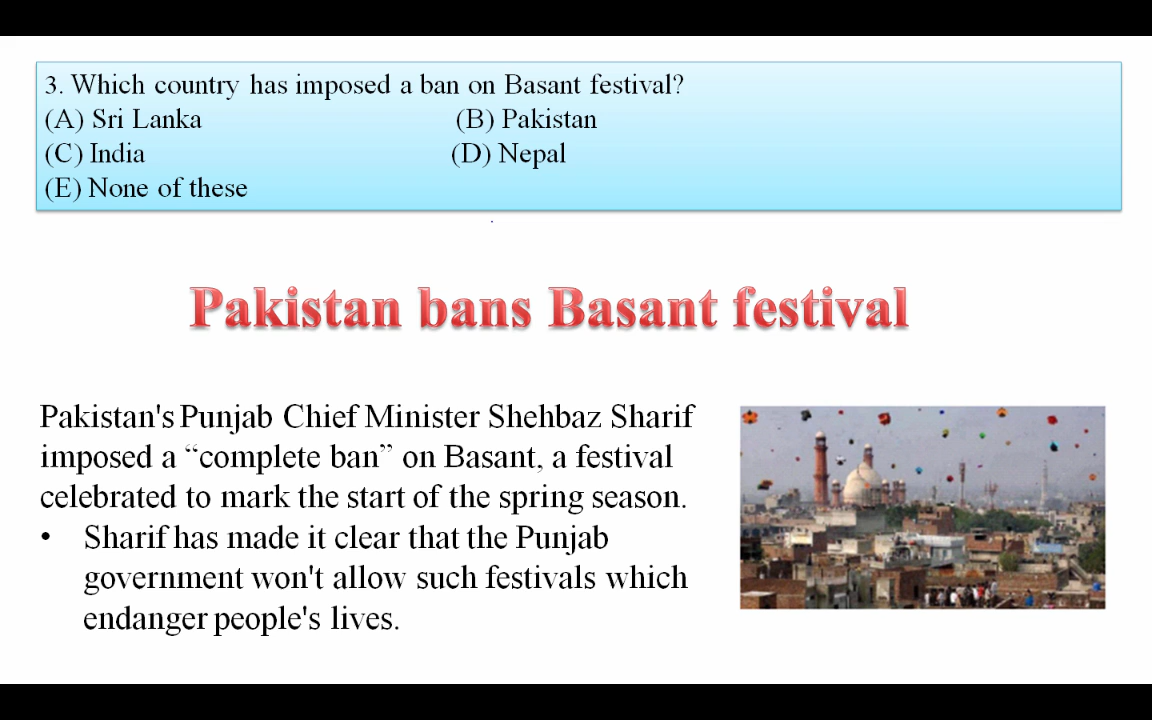 3. Which country has imposed a ban on Basant festival?
(A) Sri Lanka (B) Pakistan
(C) India (D) Nepal
(E) None of these
Pakistan bans Basant festival
Pakistan's Punjab Chief Minister Shehbaz Sharif
imposed a “complete ban” on Basant, a festival
celebrated to mark the start of the spring season.
• Sharif has made it clear that the Punjab
government won't allow such festivals which
endanger people's lives.